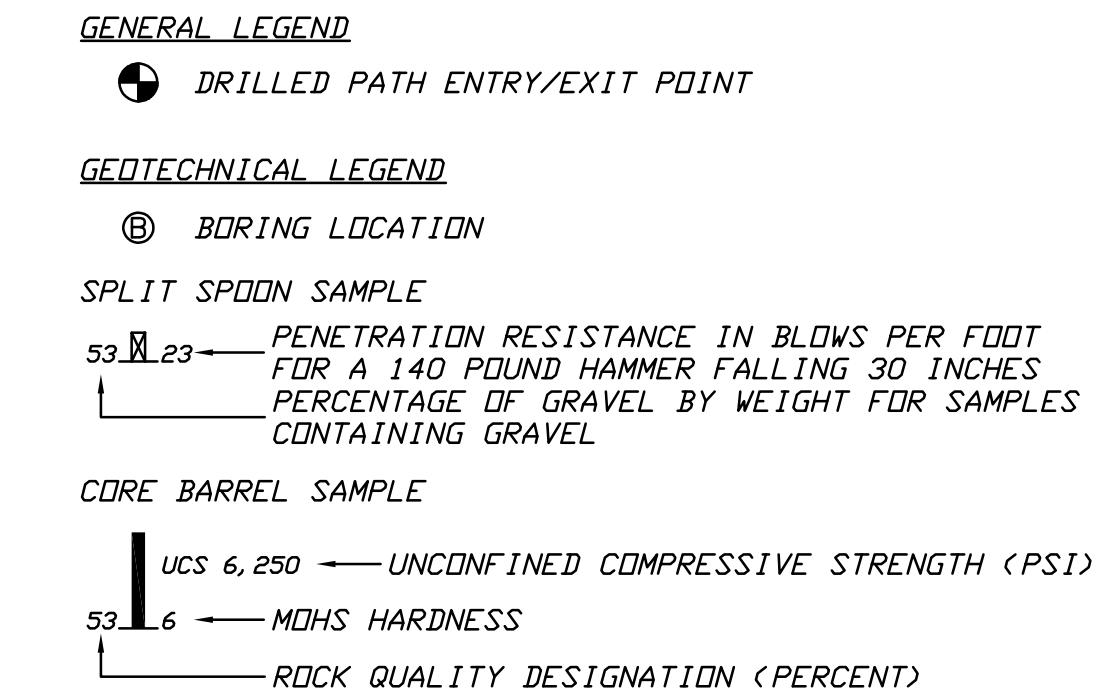 GENERAL LEGEND
DRILLED PATH ENTRY/EXIT POINT
GEOTECHNICAL LEGEND
B BORING LOCATION
SPLIT SPOON SAMPLE
53 23 PENETRATION RESISTANCE IN BLOWS PER FOOT
FOR A 140 POUND HAMMER FALLING 30 INCHES
PERCENTAGE OF GRAVEL BY WEIGHT FOR SAMPLES
CONTAINING GRAVEL
CORE BARREL SAMPLE
UCS 6,250 UNCONFINED COMPRESSIVE STRENGTH (PSI)
53 6 MOHS HARDNESS
ROCK QUALITY DESIGNATION (PERCENT)